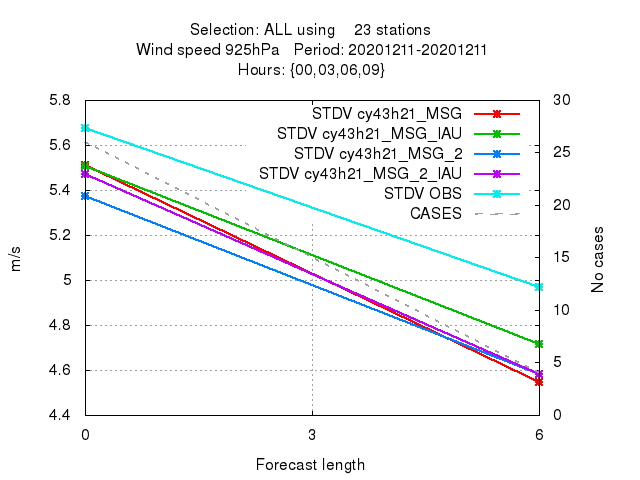 Selection: ALL using 23 stations
Wind speed 925hPa Period: 20201211-20201211
Hours: {00,03,06,09}
STDV cy43h21_MSG
STDV cy43h21_MSG_IAU
STDV cy43h21_MSG_2
STDV cy43h21_MSG_2_IAU
STDV OBS
CASES
m/s
5.8
5.6
5.4
5.2
5
4.8
4.6
4.4
30
25
20
15
10
5
0
No cases
0 3 6
Forecast length